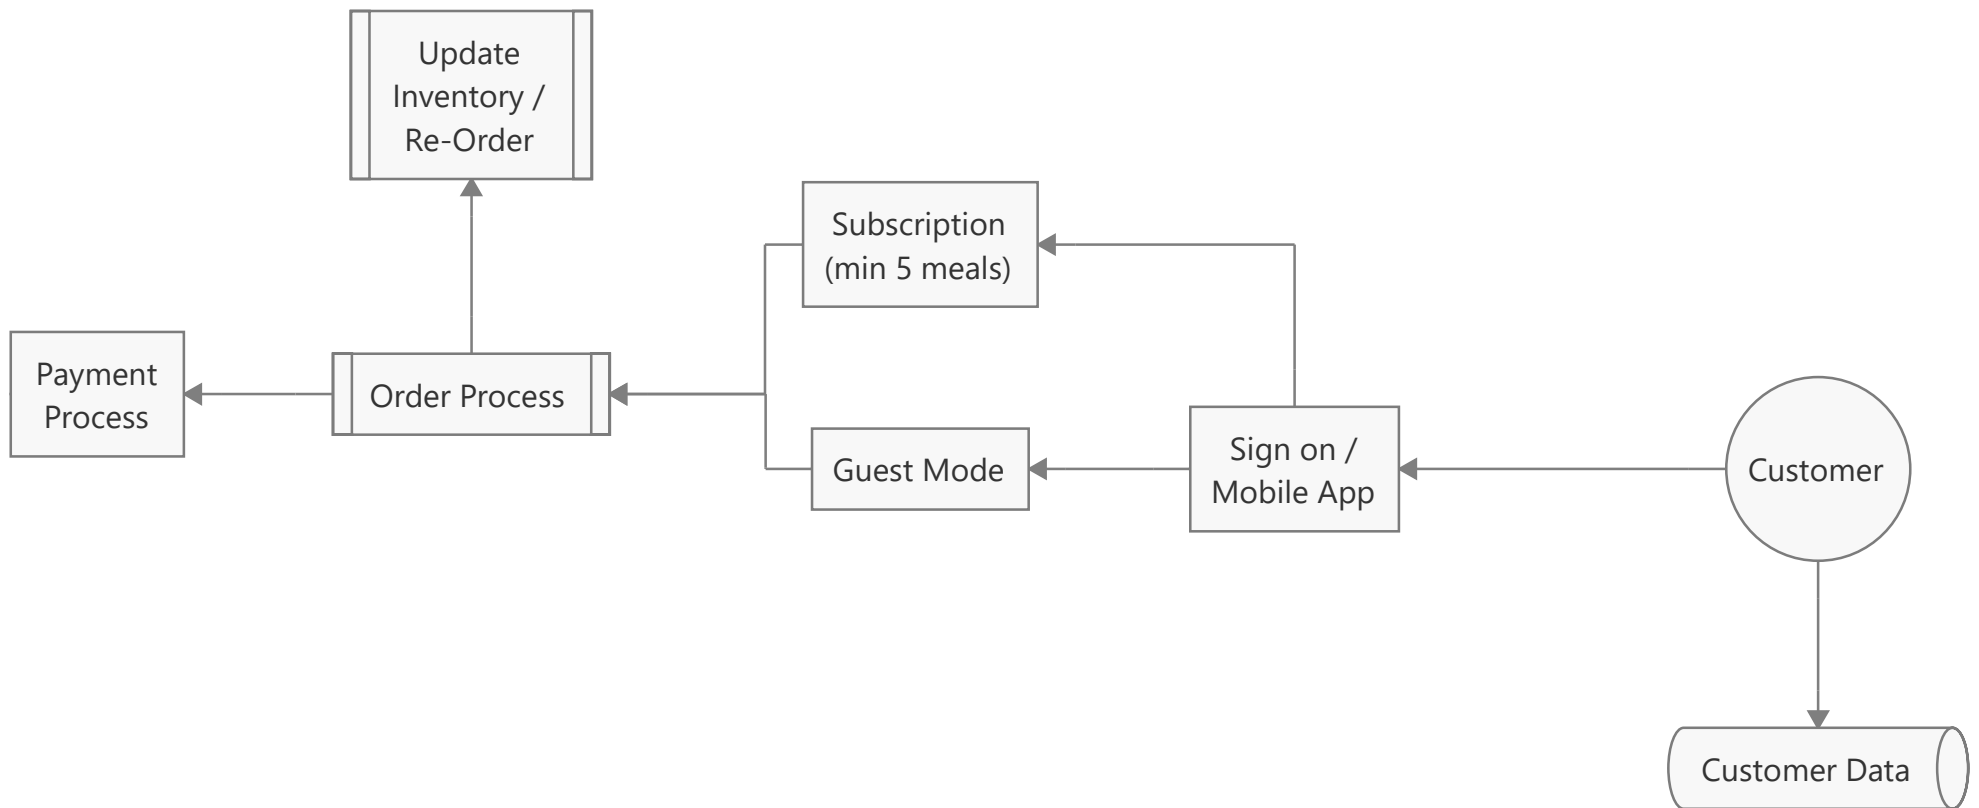 Update
Inventory /
Re-Order
Subscription
(min 5 meals)
Payment
Process
Order Process
Guest Mode
Sign on /
Mobile App
Customer
Customer Data